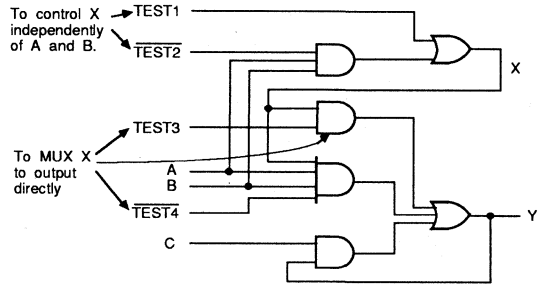 To control X
independently
of A and B.
TEST1
TEST2
X
TEST3
To MUX X
to output
directly
A
B
TEST4
C
Y